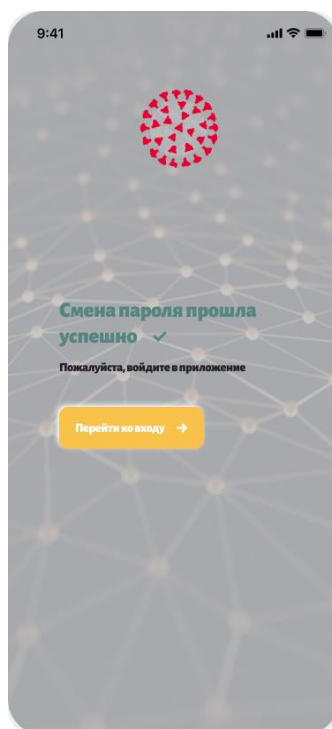 9:41
Смена пароля прошла
успешно
Пожалуйста, войдите в приложение
Перейти ко входу